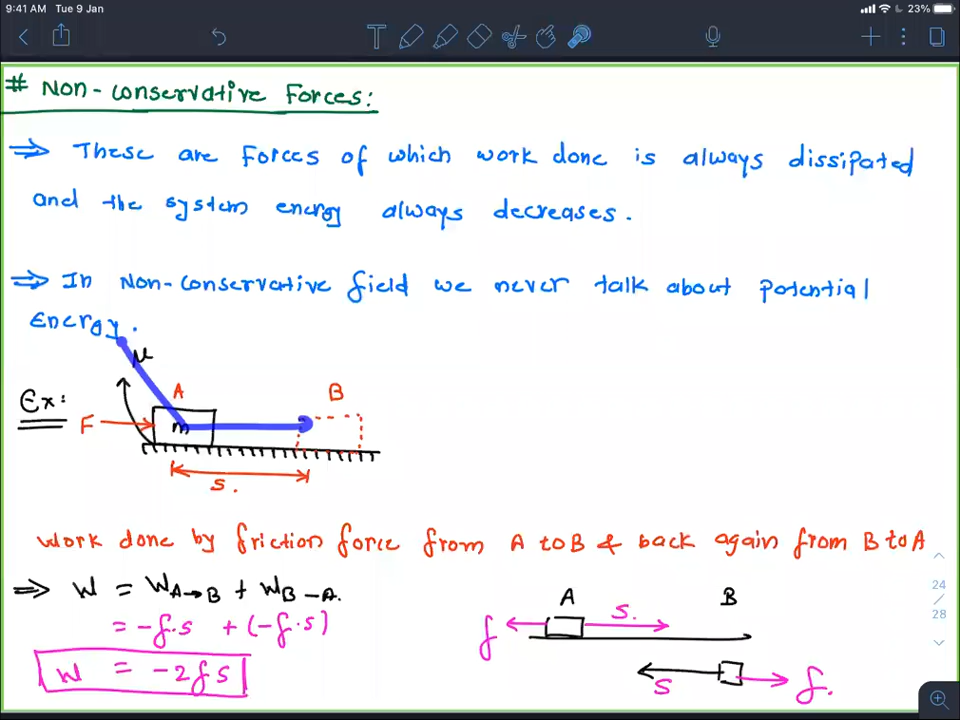 9:41 AM Tue 9 Jan
23%
# Non-conservative Forces:
⇒ These are Forces of which work done is always dissipated
and the system energy always decreases.
⇒ In Non-conservative field we never talk about potential
Energy.
μ
A
B
Ex:
F
m
s.
work done by friction force from A to B & back again from B to A
⇒ W = W_{A→B} + W_{B-A}.
= -f.s + (-f.s)
W = -2fs
A
B
s.
f
s
f.
24
/
28